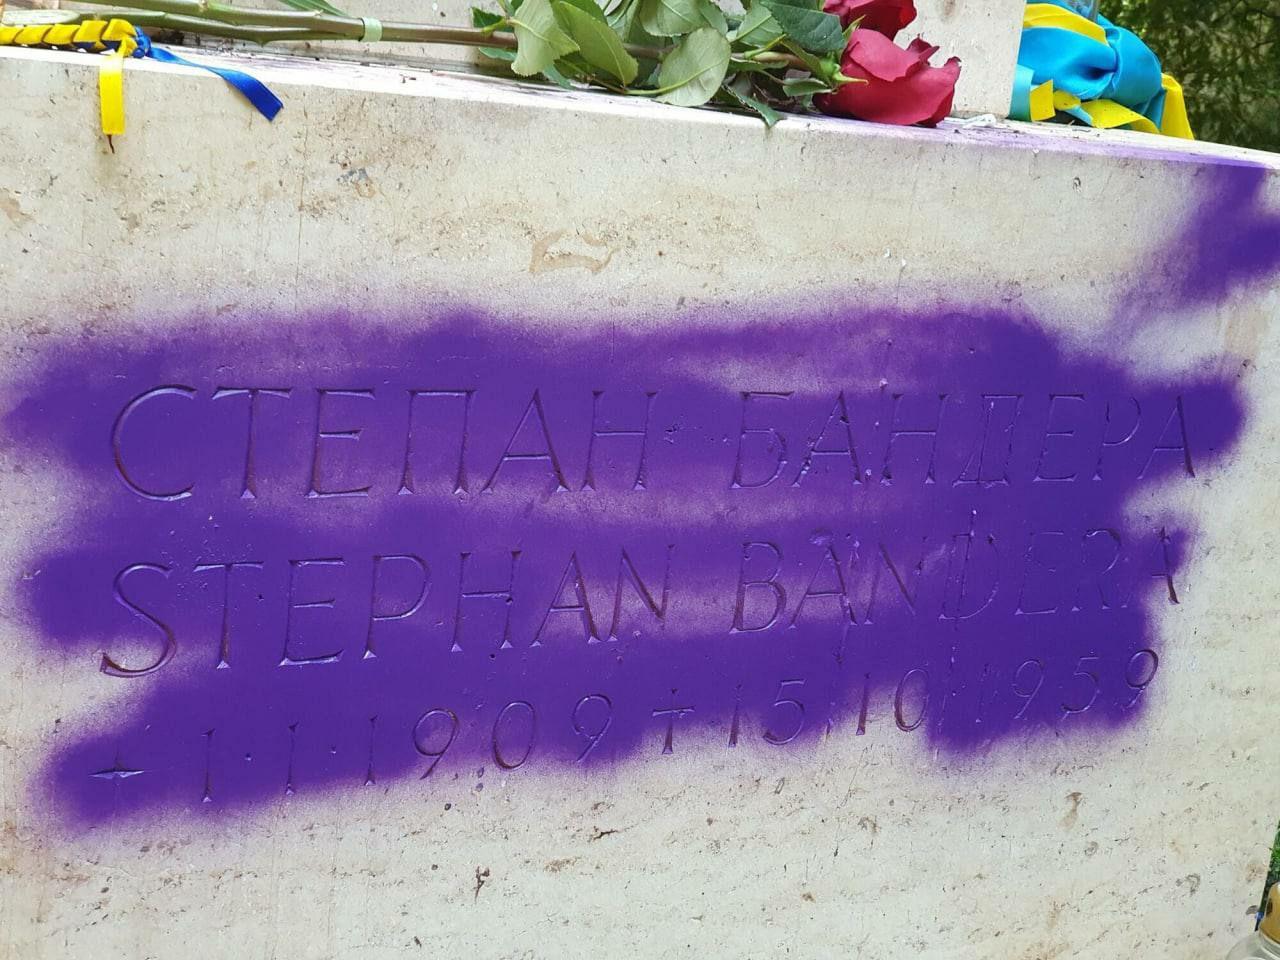 СТЕПАН БАНДЕРА
STEPHAN BANDERA
+ 1·1·1909 † 15 10 1959